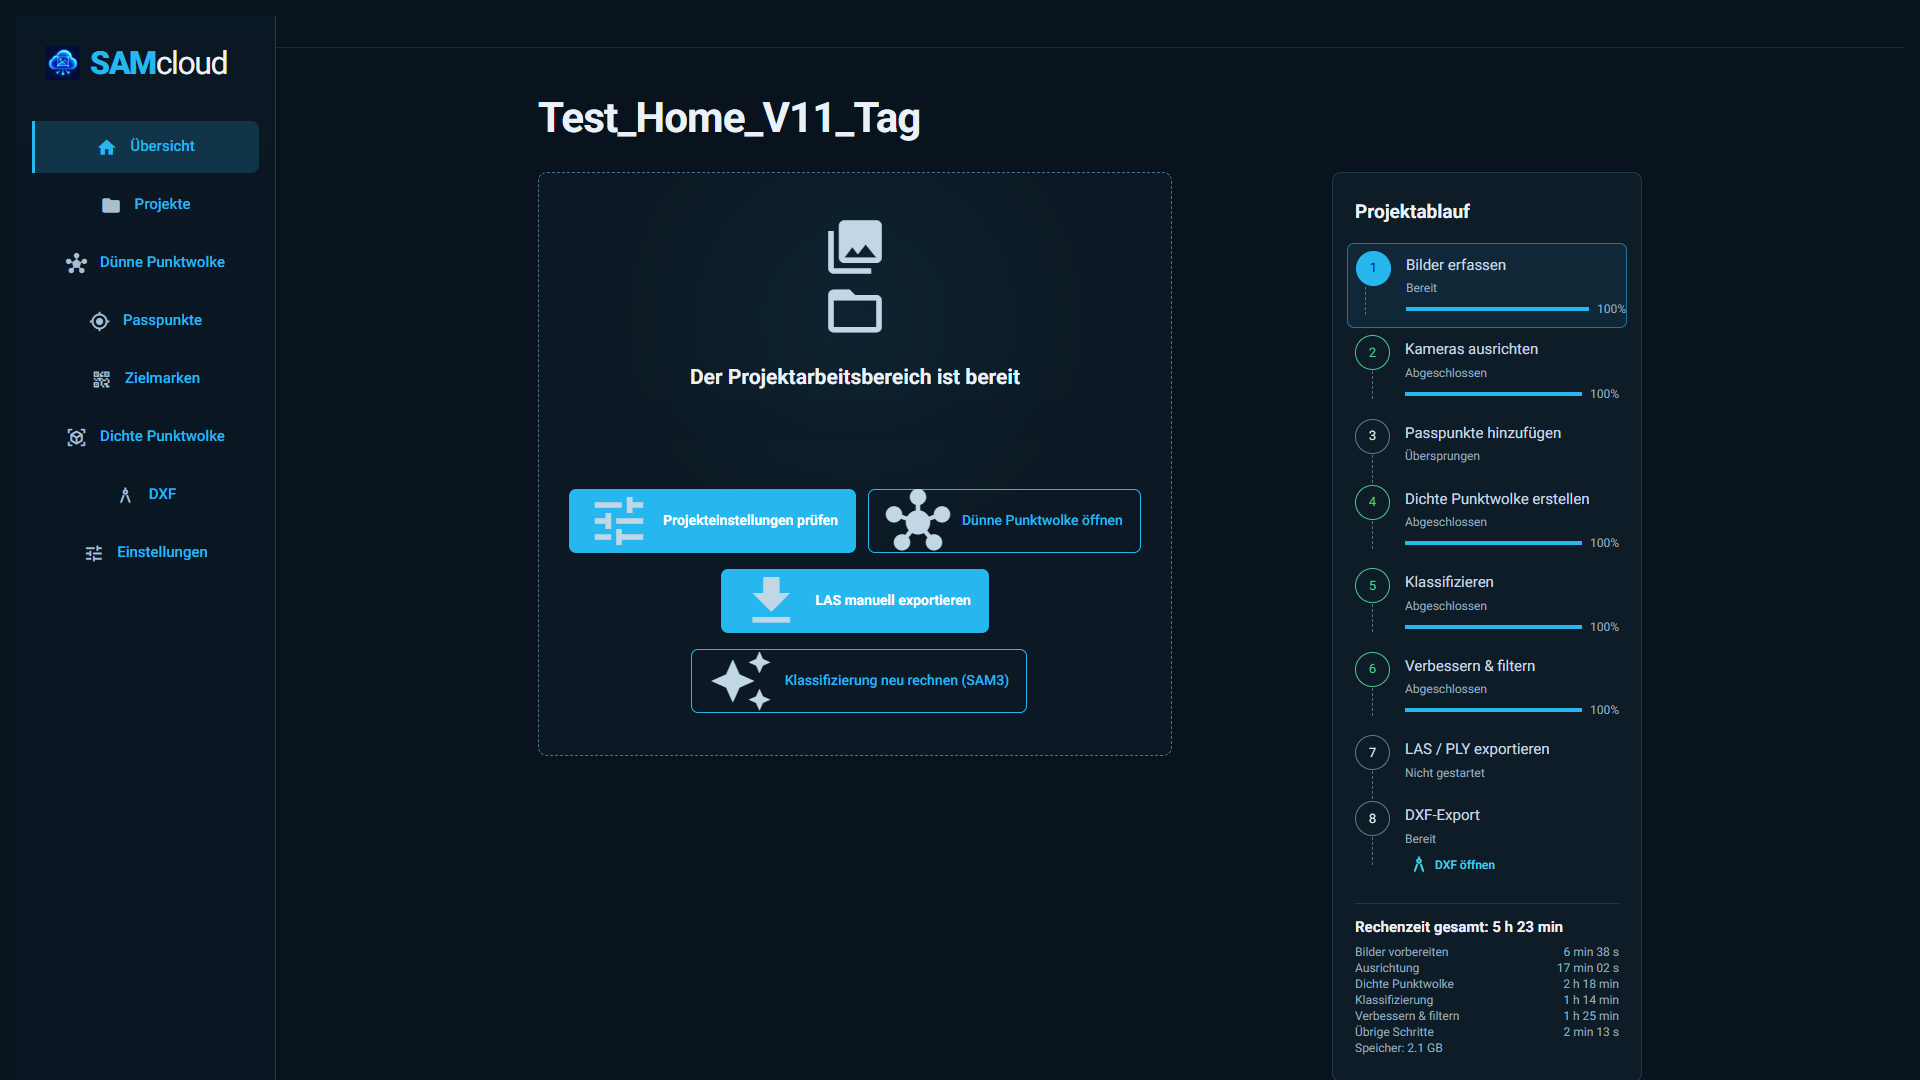 SAMcloud
Übersicht
Projekte
Dünne Punktwolke
Passpunkte
Zielmarken
Dichte Punktwolke
DXF
Einstellungen
Test_Home_V11_Tag
Der Projektarbeitsbereich ist bereit
Projekteinstellungen prüfen
Dünne Punktwolke öffnen
LAS manuell exportieren
Klassifizierung neu rechnen (SAM3)
Projektablauf
1 Bilder erfassen
Bereit
100%
2 Kameras ausrichten
Abgeschlossen
100%
3 Passpunkte hinzufügen
Übersprungen
4 Dichte Punktwolke erstellen
Abgeschlossen
100%
5 Klassifizieren
Abgeschlossen
100%
6 Verbessern & filtern
Abgeschlossen
100%
7 LAS / PLY exportieren
Nicht gestartet
8 DXF-Export
Bereit
DXF öffnen
Rechenzeit gesamt: 5 h 23 min
Bilder vorbereiten 6 min 38 s
Ausrichtung 17 min 02 s
Dichte Punktwolke 2 h 18 min
Klassifizierung 1 h 14 min
Verbessern & filtern 1 h 25 min
Übrige Schritte 2 min 13 s
Speicher: 2.1 GB